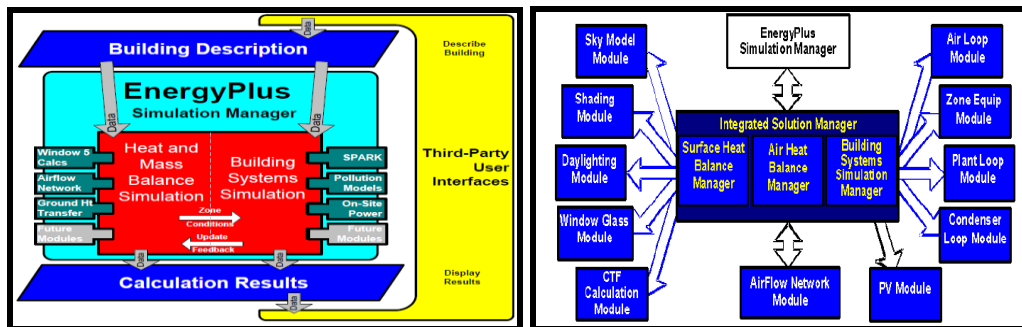 Data
Building Description
Describe
Building
EnergyPlus
Simulation Manager
Data
Data
Heat and
Mass
Balance
Simulation
Building
Systems
Simulation
Window 5
Calcs
Airflow
Network
Ground Ht
Transfer
Future
Modules
SPARK
Pollution
Models
On-Site
Power
Future
Modules
Zone
Conditions
Update
Feedback
Third-Party
User
Interfaces
Data
Data
Calculation Results
Display
Results
Data
EnergyPlus
Simulation Manager
Sky Model
Module
Shading
Module
Daylighting
Module
Window Glass
Module
CTF
Calculation
Module
Integrated Solution Manager
Surface Heat
Balance
Manager
Air Heat
Balance
Manager
Building
Systems
Simulation
Manager
Air Loop
Module
Zone Equip
Module
Plant Loop
Module
Condenser
Loop Module
AirFlow Network
Module
PV Module